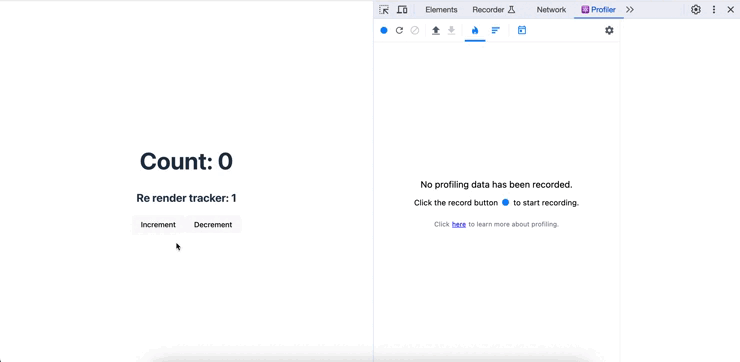 Elements Recorder Network Profiler
Count: 0
Re render tracker: 1
Increment Decrement
No profiling data has been recorded.
Click the record button to start recording.
Click here to learn more about profiling.